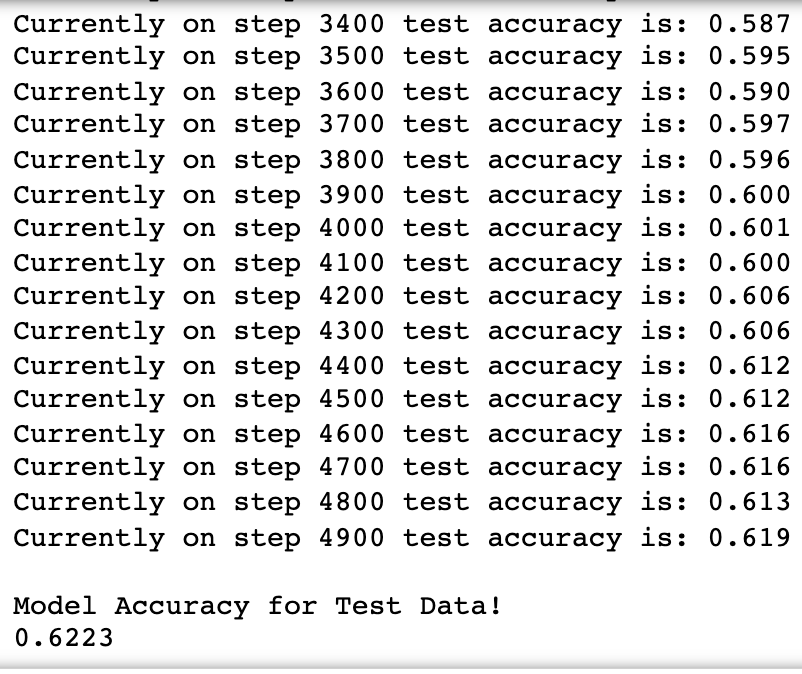 Currently on step 3400 test accuracy is: 0.587
Currently on step 3500 test accuracy is: 0.595
Currently on step 3600 test accuracy is: 0.590
Currently on step 3700 test accuracy is: 0.597
Currently on step 3800 test accuracy is: 0.596
Currently on step 3900 test accuracy is: 0.600
Currently on step 4000 test accuracy is: 0.601
Currently on step 4100 test accuracy is: 0.600
Currently on step 4200 test accuracy is: 0.606
Currently on step 4300 test accuracy is: 0.606
Currently on step 4400 test accuracy is: 0.612
Currently on step 4500 test accuracy is: 0.612
Currently on step 4600 test accuracy is: 0.616
Currently on step 4700 test accuracy is: 0.616
Currently on step 4800 test accuracy is: 0.613
Currently on step 4900 test accuracy is: 0.619
Model Accuracy for Test Data!
0.6223